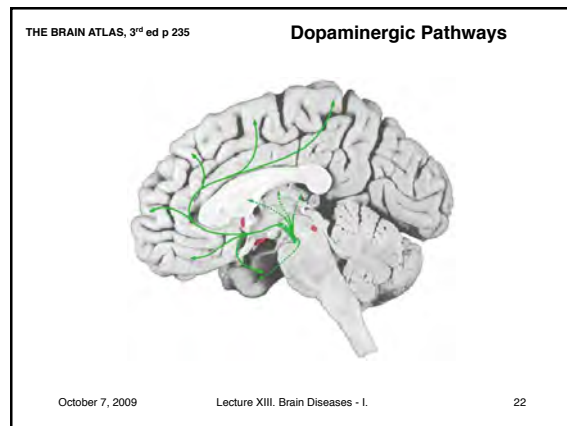 THE BRAIN ATLAS, 3rd ed p 235 Dopaminergic Pathways
October 7, 2009 Lecture XIII. Brain Diseases - I. 22